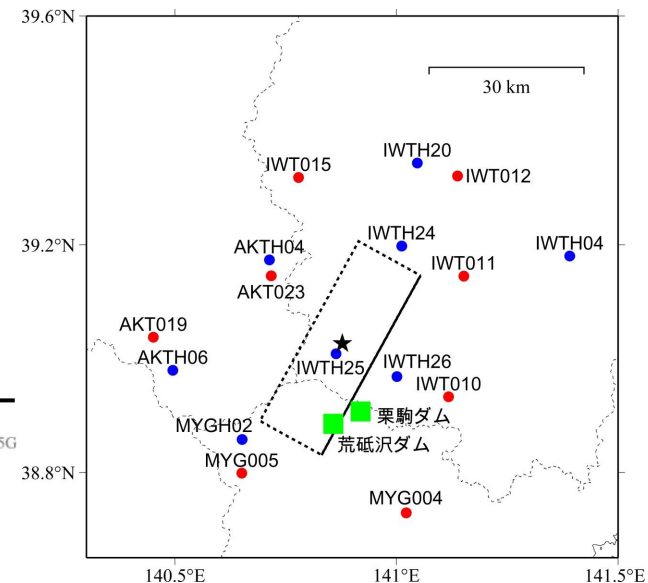 39.6°N
30 km
IWTH20
IWT015
IWT012
IWTH24
IWTH04
39.2°N
AKTH04
IWT011
AKT023
AKT019
AKTH06
IWTH25
IWTH26
IWT010
栗駒ダム
MYGH02
荒砥沢ダム
5G
MYG005
38.8°N
MYG004
140.5°E
141°E
141.5°E